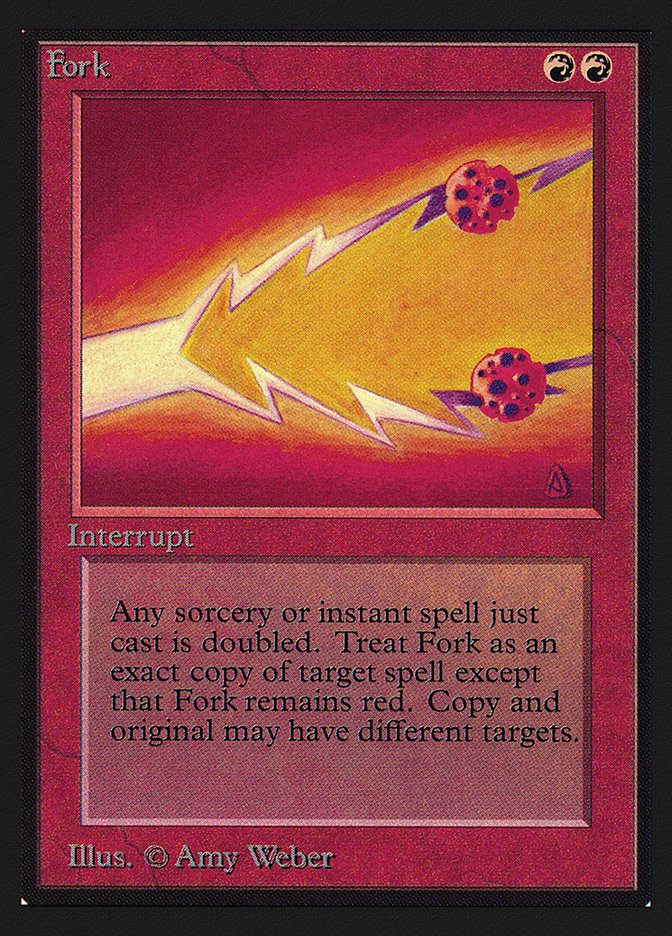 Fork
Interrupt
Any sorcery or instant spell just
cast is doubled. Treat Fork as an
exact copy of target spell except
that Fork remains red. Copy and
original may have different targets.
Illus. © Amy Weber